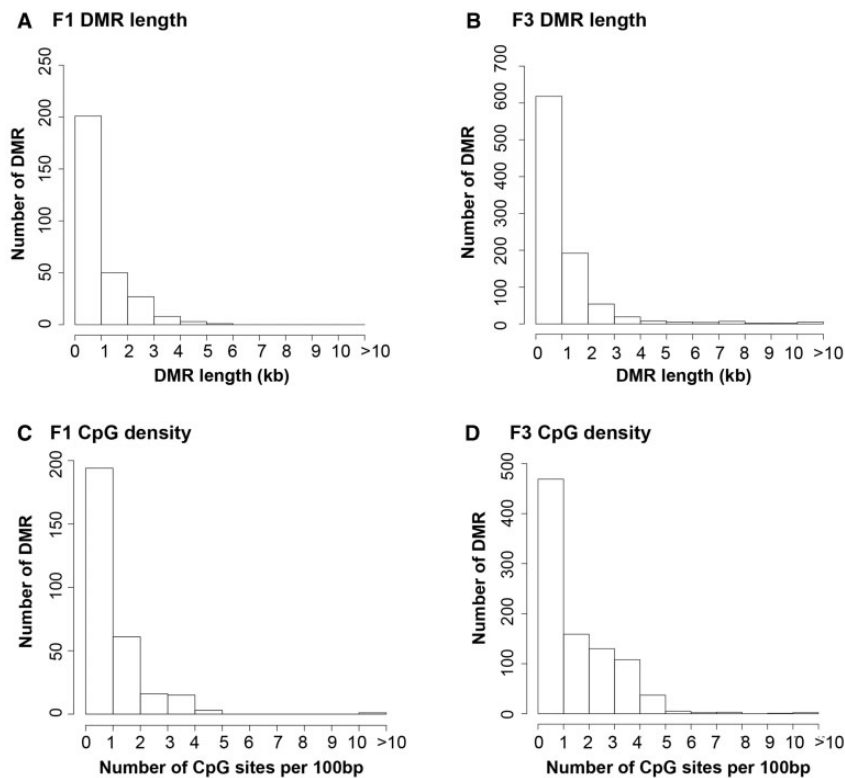 A F1 DMR length
Number of DMR
250
200
150
100
50
0
0 1 2 3 4 5 6 7 8 9 10 >10
DMR length (kb)
B F3 DMR length
Number of DMR
700
600
500
400
300
200
100
0
0 1 2 3 4 5 6 7 8 9 10 >10
DMR length (kb)
C F1 CpG density
Number of DMR
200
150
100
50
0
0 1 2 3 4 5 6 7 8 9 10 >10
Number of CpG sites per 100bp
D F3 CpG density
Number of DMR
500
400
300
200
100
0
0 1 2 3 4 5 6 7 8 9 10 >10
Number of CpG sites per 100bp